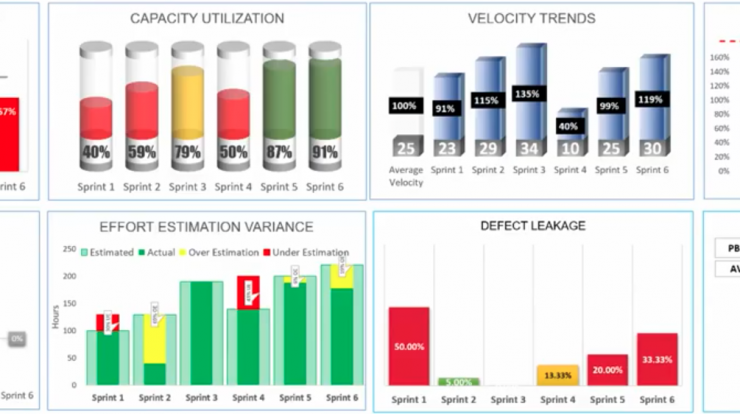 CAPACITY UTILIZATION
40%
59%
79%
50%
87%
91%
Sprint 1
Sprint 2
Sprint 3
Sprint 4
Sprint 5
Sprint 6
VELOCITY TRENDS
100%
91%
115%
135%
40%
99%
119%
25
23
29
34
10
25
30
Average
Velocity
Sprint 1
Sprint 2
Sprint 3
Sprint 4
Sprint 5
Sprint 6
57%
rint 6
160%
140%
120%
100%
80%
60%
40%
20%
0%
EFFORT ESTIMATION VARIANCE
Estimated
Actual
Over Estimation
Under Estimation
Hours
250
200
150
100
50
0
Sprint 1
Sprint 2
Sprint 3
Sprint 4
Sprint 5
Sprint 6
DEFECT LEAKAGE
50.00%
5.00%
13.33%
20.00%
33.33%
Sprint 1
Sprint 2
Sprint 3
Sprint 4
Sprint 5
Sprint 6
0%
Sprint 6
PB
AV